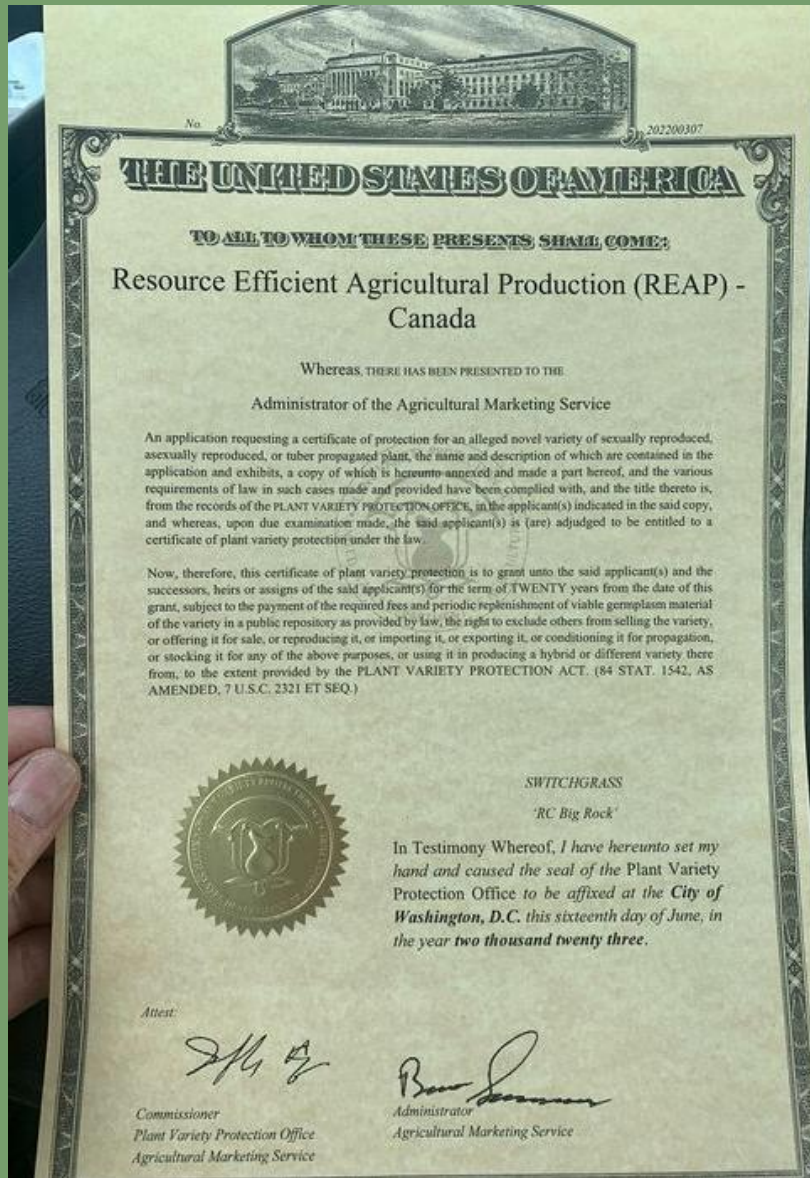 No.
202200307
THE UNITED STATES OF AMERICA
TO ALL TO WHOM THESE PRESENTS SHALL COME:
Resource Efficient Agricultural Production (REAP) -
Canada
Whereas, THERE HAS BEEN PRESENTED TO THE
Administrator of the Agricultural Marketing Service
An application requesting a certificate of protection for an alleged novel variety of sexually reproduced,
asexually reproduced, or tuber propagated plant, the name and description of which are contained in the
application and exhibits, a copy of which is hereunto annexed and made a part hereof, and the various
requirements of law in such cases made and provided have been complied with, and the title thereto is,
from the records of the PLANT VARIETY PROTECTION OFFICE, in the applicant(s) indicated in the said copy,
and whereas, upon due examination made, the said applicant(s) is (are) adjudged to be entitled to a
certificate of plant variety protection under the law.
Now, therefore, this certificate of plant variety protection is to grant unto the said applicant(s) and the
successors, heirs or assigns of the said applicant(s) for the term of TWENTY years from the date of this
grant, subject to the payment of the required fees and periodic replenishment of viable germplasm material
of the variety in a public repository as provided by law, the right to exclude others from selling the variety,
or offering it for sale, or reproducing it, or importing it, or exporting it, or conditioning it for propagation,
or stocking it for any of the above purposes, or using it in producing a hybrid or different variety there
from, to the extent provided by the PLANT VARIETY PROTECTION ACT. (84 STAT. 1542, AS
AMENDED, 7 U.S.C. 2321 ET SEQ.)
SWITCHGRASS
'RC Big Rock'
In Testimony Whereof, I have hereunto set my
hand and caused the seal of the Plant Variety
Protection Office to be affixed at the City of
Washington, D.C. this sixteenth day of June, in
the year two thousand twenty three.
Attest:
Commissioner
Plant Variety Protection Office
Agricultural Marketing Service
Administrator
Agricultural Marketing Service